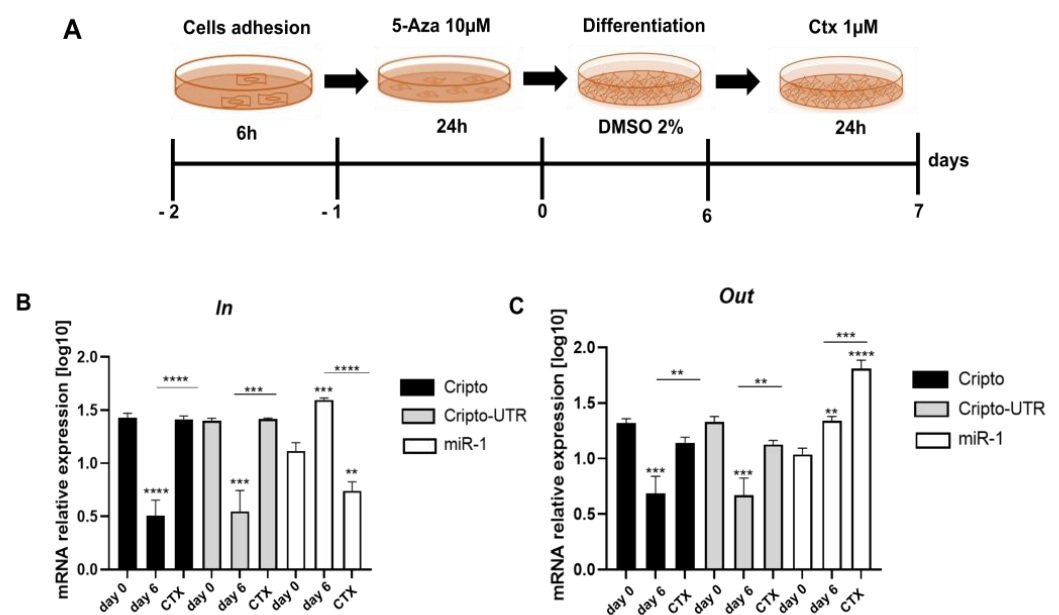 A
Cells adhesion 5-Aza 10µM Differentiation Ctx 1µM
6h 24h DMSO 2% 24h
days
- 2 - 1 0 6 7
B
In
mRNA relative expression [log10]
2.0
1.5
1.0
0.5
0.0
**** *** ****
**** *** *** **
day 0 day 6 CTX day 0 day 6 CTX day 0 day 6 CTX
Cripto
Cripto-UTR
miR-1
C
Out
mRNA relative expression [log10]
2.0
1.5
1.0
0.5
0.0
** ** ***
*** *** ** ****
day 0 day 6 CTX day 0 day 6 CTX day 0 day 6 CTX
Cripto
Cripto-UTR
miR-1